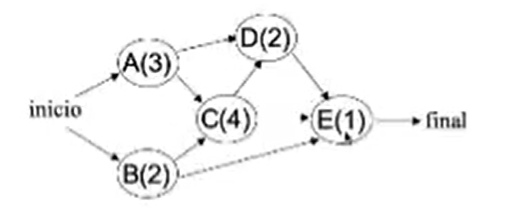 D(2)
A(3)
inicio
C(4)
E(1)
final
B(2)